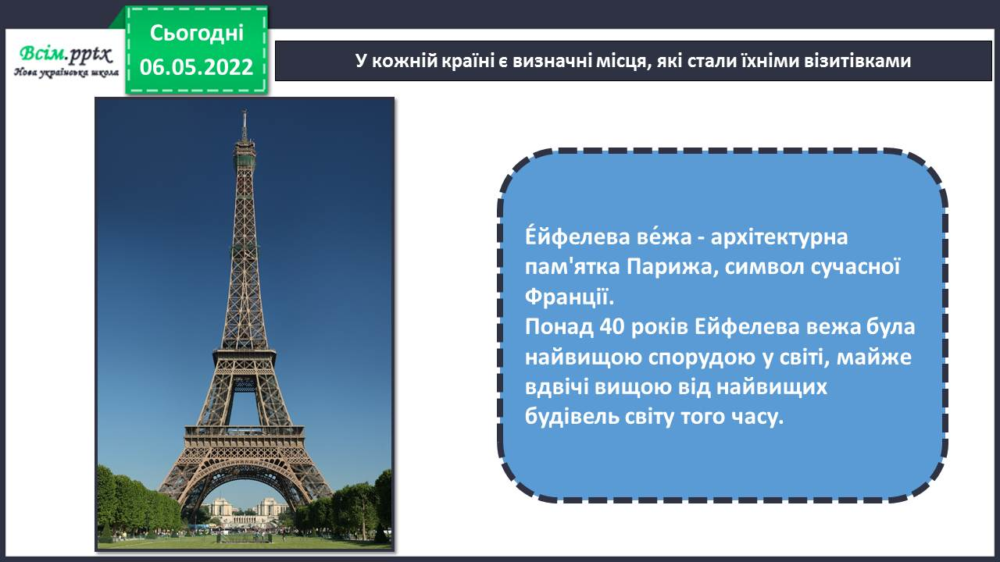 Всім.pptx
Нова українська школа
Сьогодні
06.05.2022
У кожній країні є визначні місця, які стали їхніми візитівками
Е́йфелева ве́жа - архітектурна
пам'ятка Парижа, символ сучасної
Франції.
Понад 40 років Ейфелева вежа була
найвищою спорудою у світі, майже
вдвічі вищою від найвищих
будівель світу того часу.